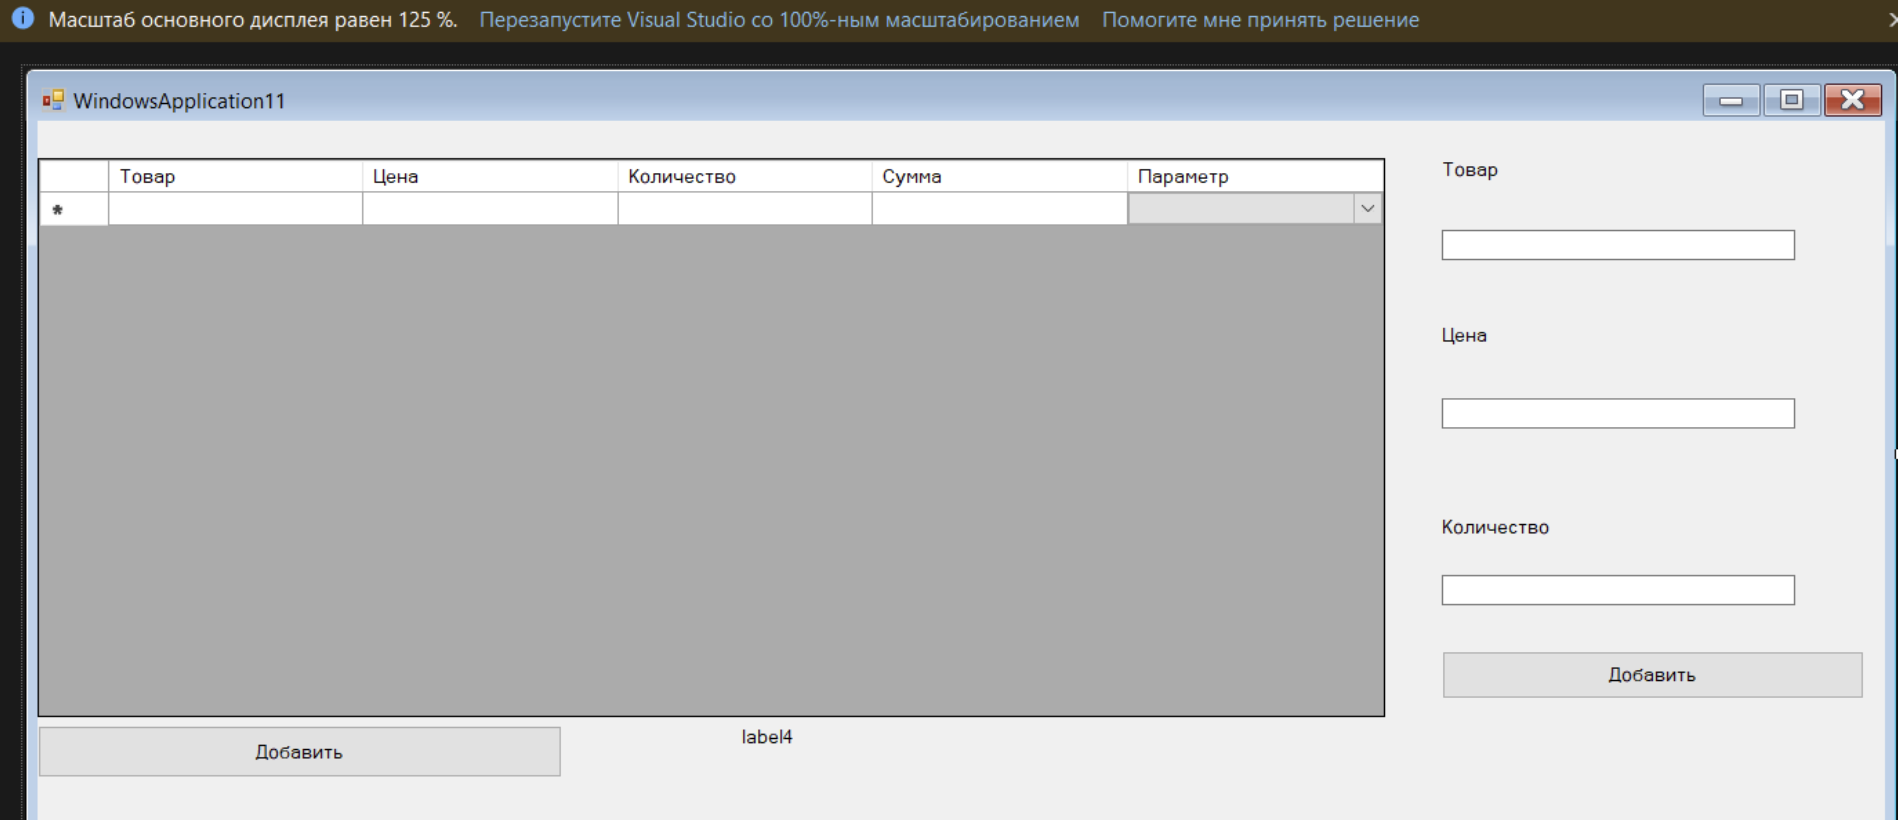 Масштаб основного дисплея равен 125 %. Перезапустите Visual Studio со 100%-ным масштабированием Помогите мне принять решение
WindowsApplication11
Товар Цена Количество Сумма Параметр
*
Товар
Цена
Количество
Добавить
Добавить
label4